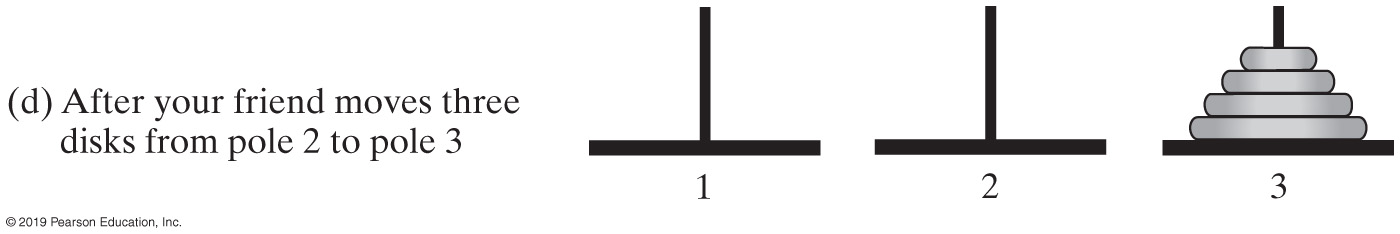 (d) After your friend moves three
disks from pole 2 to pole 3
1 2 3
© 2019 Pearson Education, Inc.